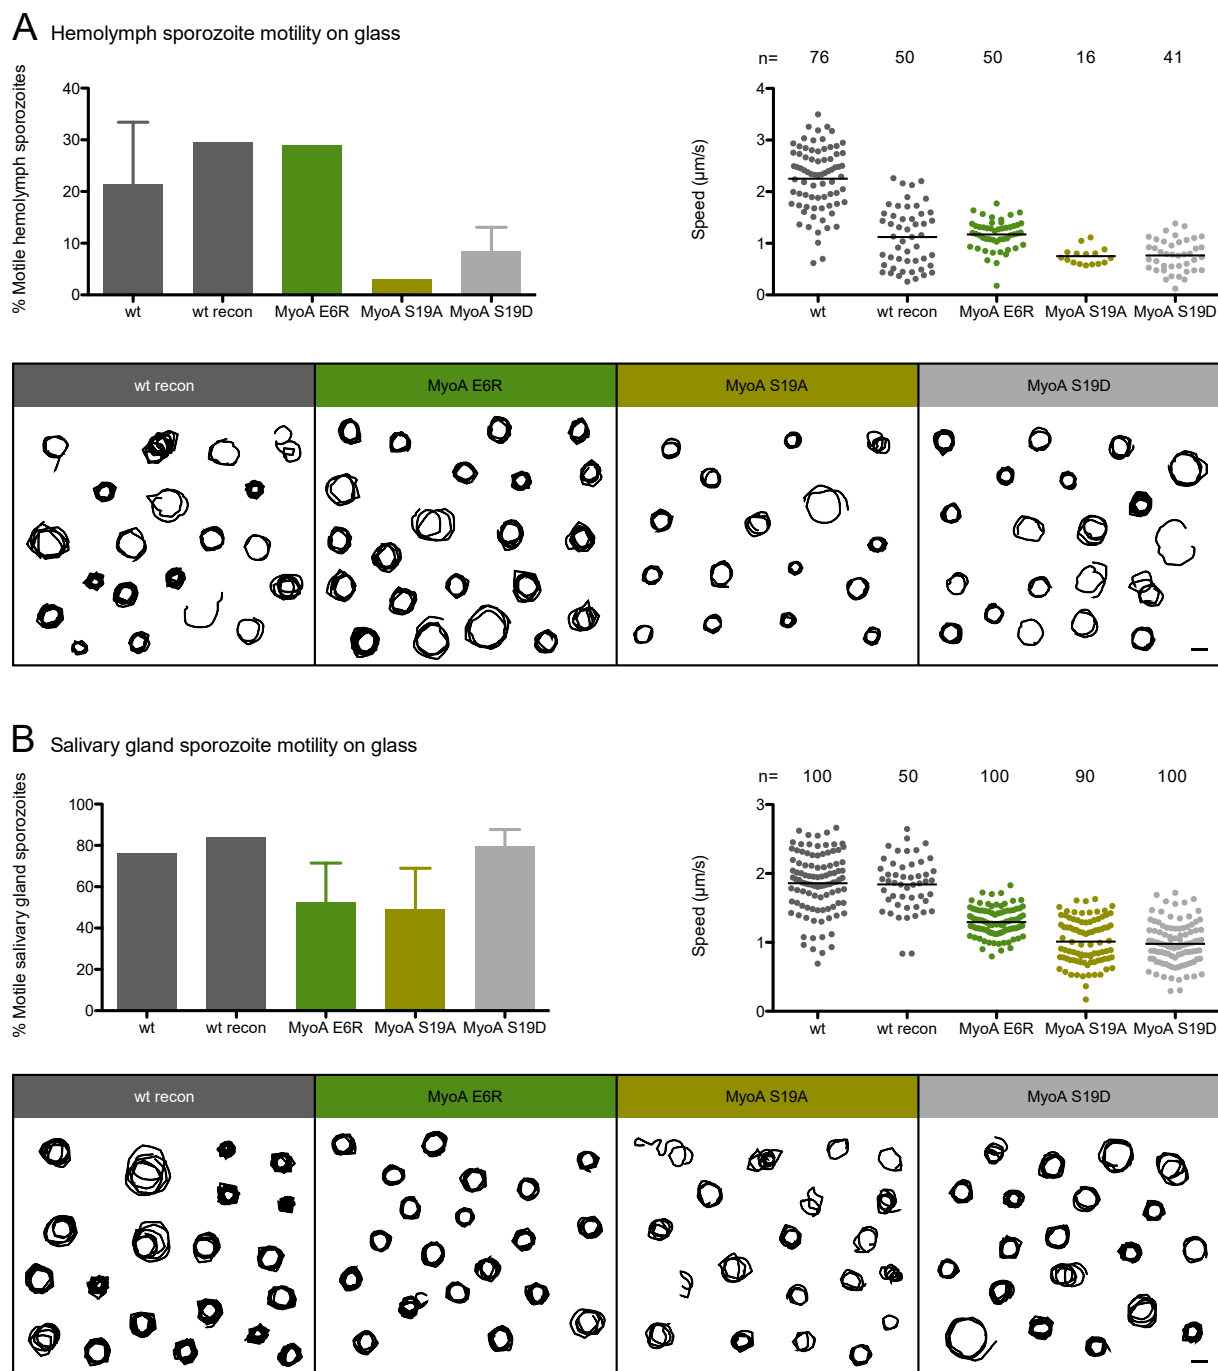 A Hemolymph sporozoite motility on glass
% Motile hemolymph sporozoites
40
30
20
10
0
wt wt recon MyoA E6R MyoA S19A MyoA S19D
n= 76 50 50 16 41
Speed (µm/s)
4
3
2
1
0
wt wt recon MyoA E6R MyoA S19A MyoA S19D
wt recon MyoA E6R MyoA S19A MyoA S19D
B Salivary gland sporozoite motility on glass
% Motile salivary gland sporozoites
100
80
60
40
20
0
wt wt recon MyoA E6R MyoA S19A MyoA S19D
n= 100 50 100 90 100
Speed (µm/s)
3
2
1
0
wt wt recon MyoA E6R MyoA S19A MyoA S19D
wt recon MyoA E6R MyoA S19A MyoA S19D